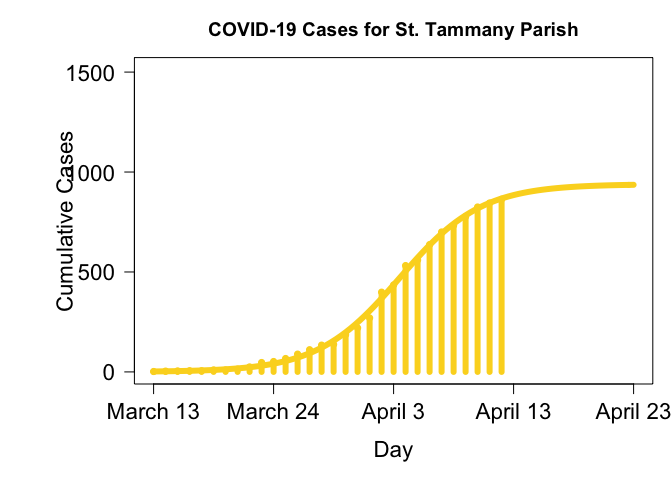 COVID-19 Cases for St. Tammany Parish
Cumulative Cases
1500
1000
500
0
March 13
March 24
April 3
April 13
April 23
Day